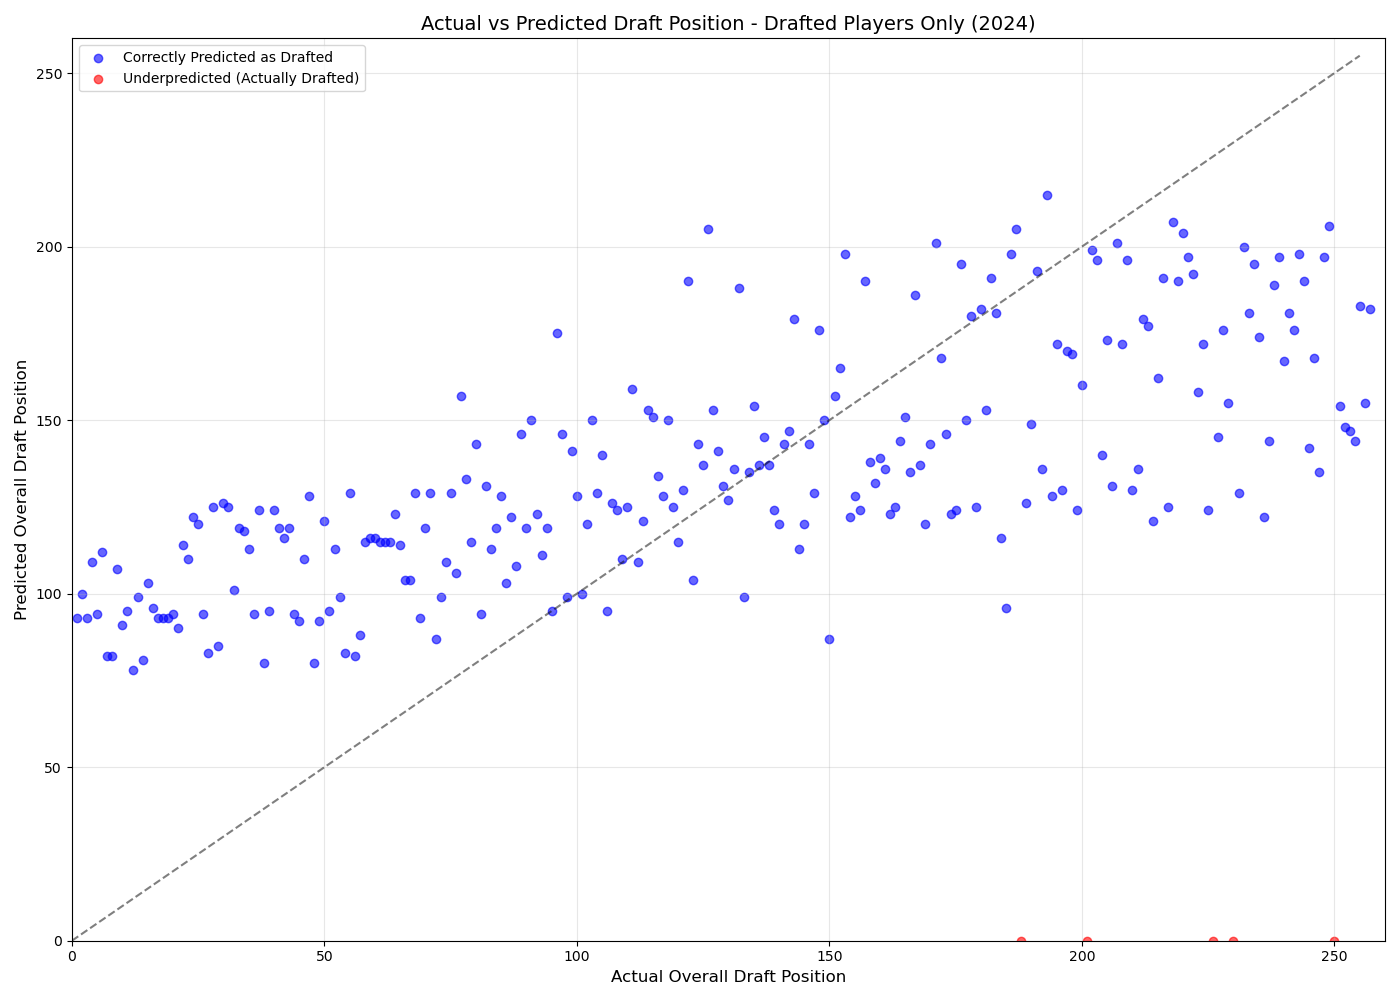 Actual vs Predicted Draft Position - Drafted Players Only (2024)
Correctly Predicted as Drafted
Underpredicted (Actually Drafted)
Predicted Overall Draft Position
250
200
150
100
50
0
0 50 100 150 200 250
Actual Overall Draft Position